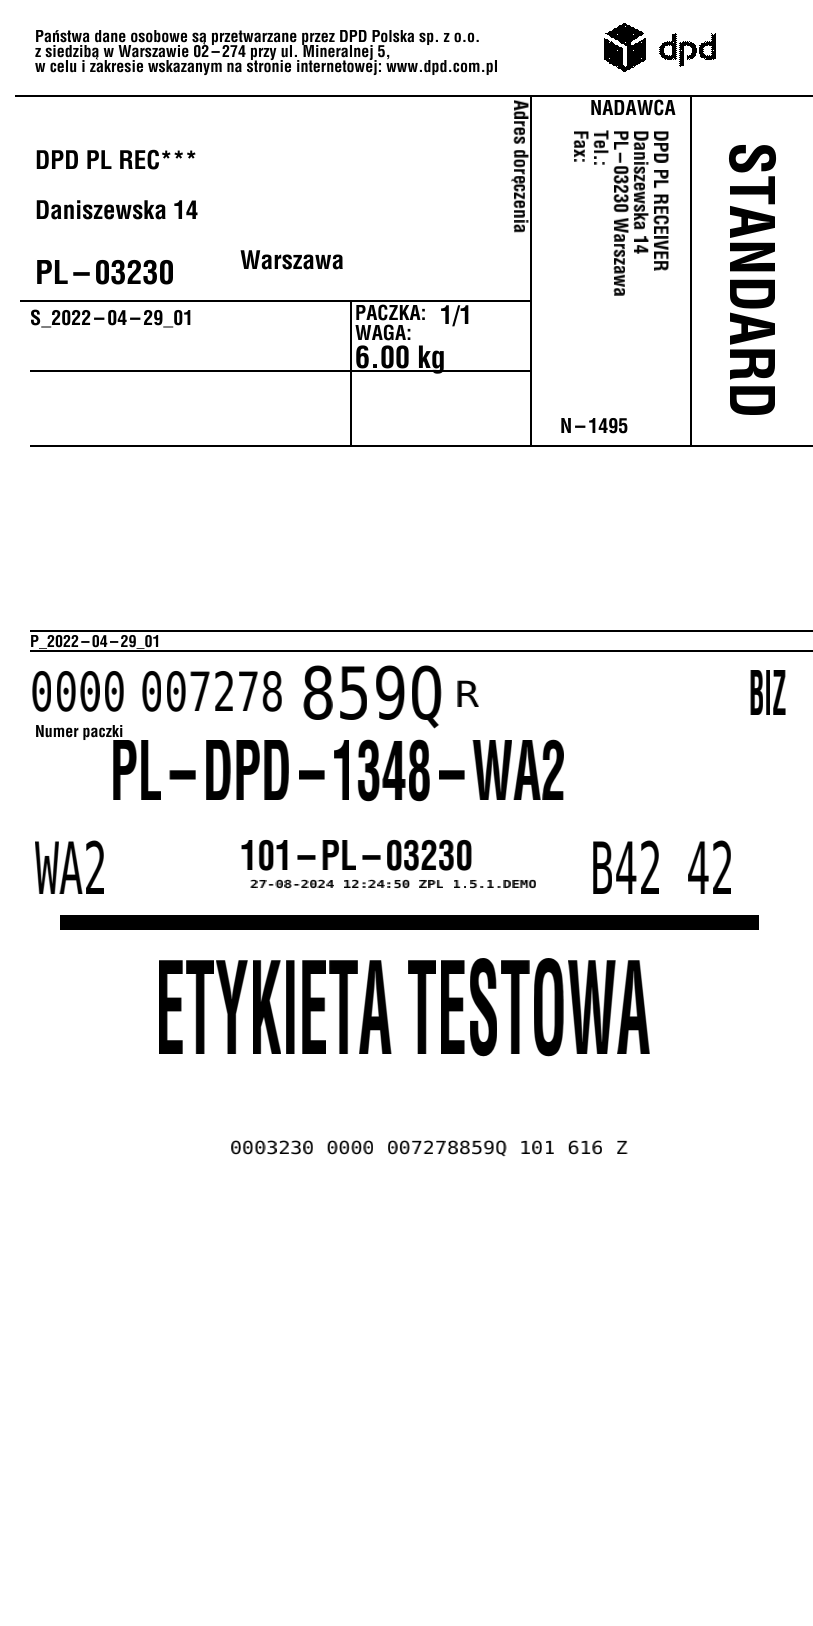 Państwa dane osobowe są przetwarzane przez DPD Polska sp. z o.o.
z siedzibą w Warszawie 02–274 przy ul. Mineralnej 5,
w celu i zakresie wskazanym na stronie internetowej: www.dpd.com.pl
dpd
DPD PL REC***
Daniszewska 14
PL–03230 Warszawa
Adres doręczenia
NADAWCA
DPD PL RECEIVER
Daniszewska 14
PL–03230 Warszawa
Tel.:
Fax:
N–1495
STANDARD
S_2022–04–29_01
PACZKA: 1/1
WAGA:
6.00 kg
P_2022–04–29_01
0000 007278 859Q R BIZ
Numer paczki
PL–DPD–1348–WA2
WA2 101–PL–03230 B42 42
27-08-2024 12:24:50 ZPL 1.5.1.DEMO
ETYKIETA TESTOWA
0003230 0000 007278859Q 101 616 Z